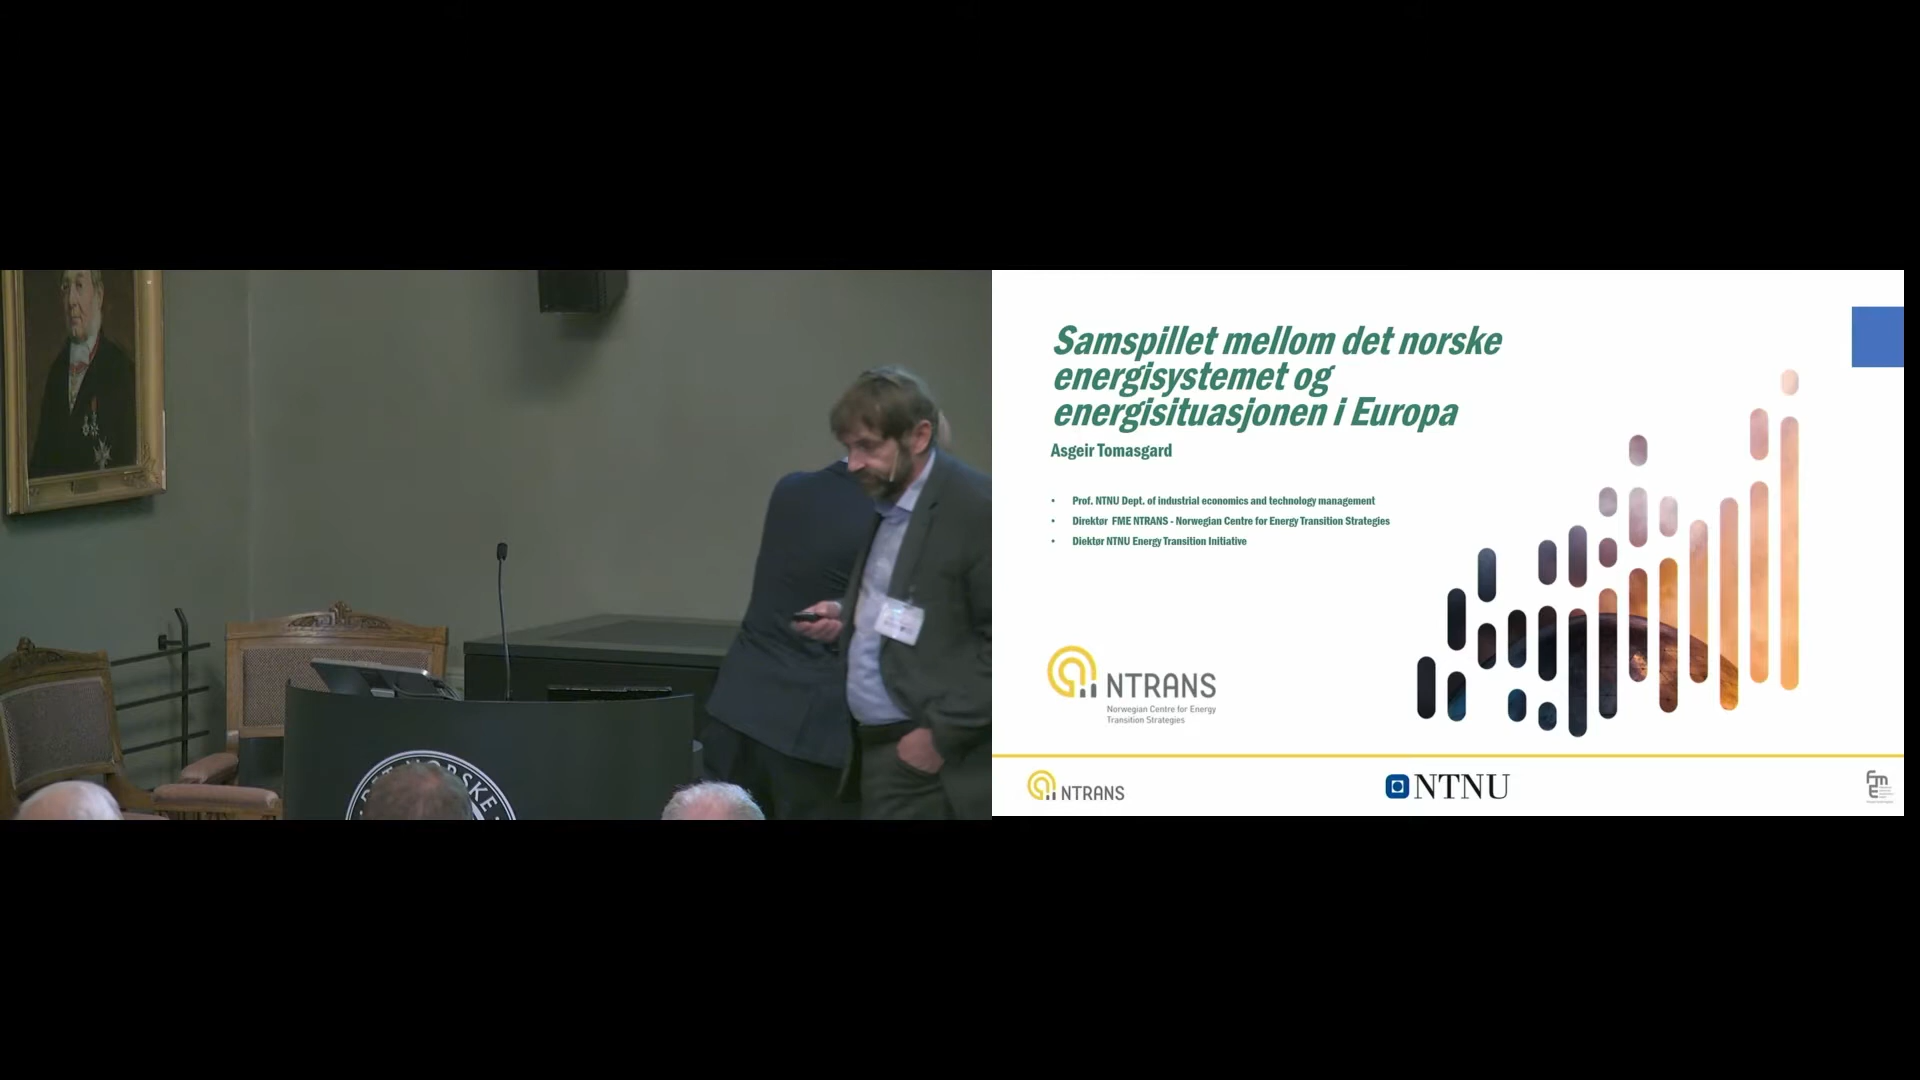 Samspillet mellom det norske
energisystemet og
energisituasjonen i Europa
Asgeir Tomasgard
• Prof. NTNU Dept. of industrial economics and technology management
• Direktør FME NTRANS - Norwegian Centre for Energy Transition Strategies
• Diektør NTNU Energy Transition Initiative
NTRANS
Norwegian Centre for Energy
Transition Strategies
NTRANS
NTNU
FmE
NORSKE